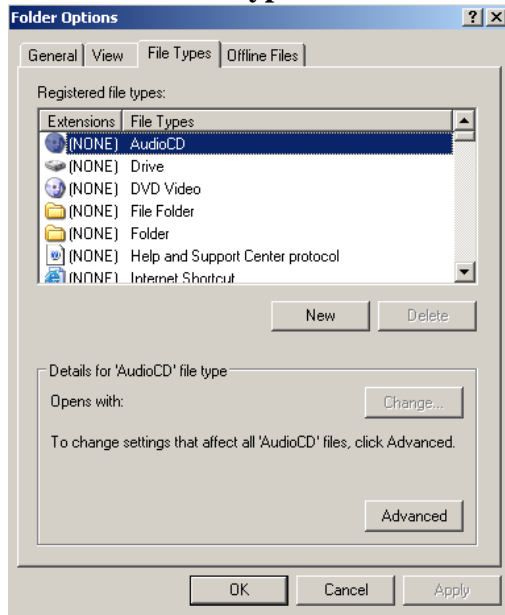 Folder Options
General View File Types Offline Files
Registered file types:
Extensions File Types
(NONE) AudioCD
(NONE) Drive
(NONE) DVD Video
(NONE) File Folder
(NONE) Folder
(NONE) Help and Support Center protocol
(NONE) Internet Shortcut
New Delete
Details for 'AudioCD' file type
Opens with: Change...
To change settings that affect all 'AudioCD' files, click Advanced.
Advanced
OK Cancel Apply